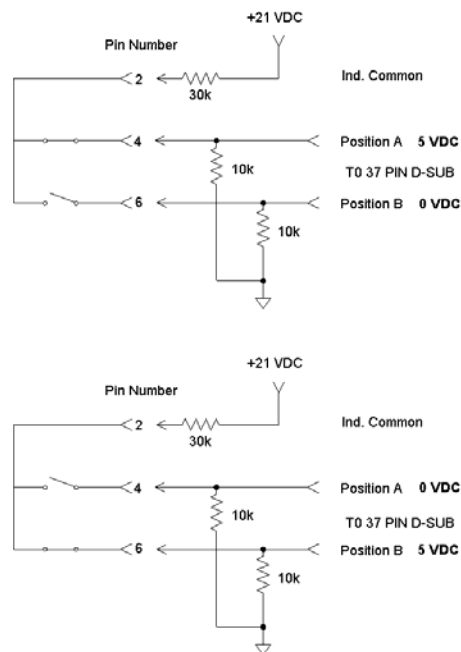 +21 VDC
Pin Number
2
30k
Ind. Common
4
Position A 5 VDC
10k
T0 37 PIN D-SUB
6
Position B 0 VDC
10k
+21 VDC
Pin Number
2
30k
Ind. Common
4
Position A 0 VDC
10k
T0 37 PIN D-SUB
6
Position B 5 VDC
10k